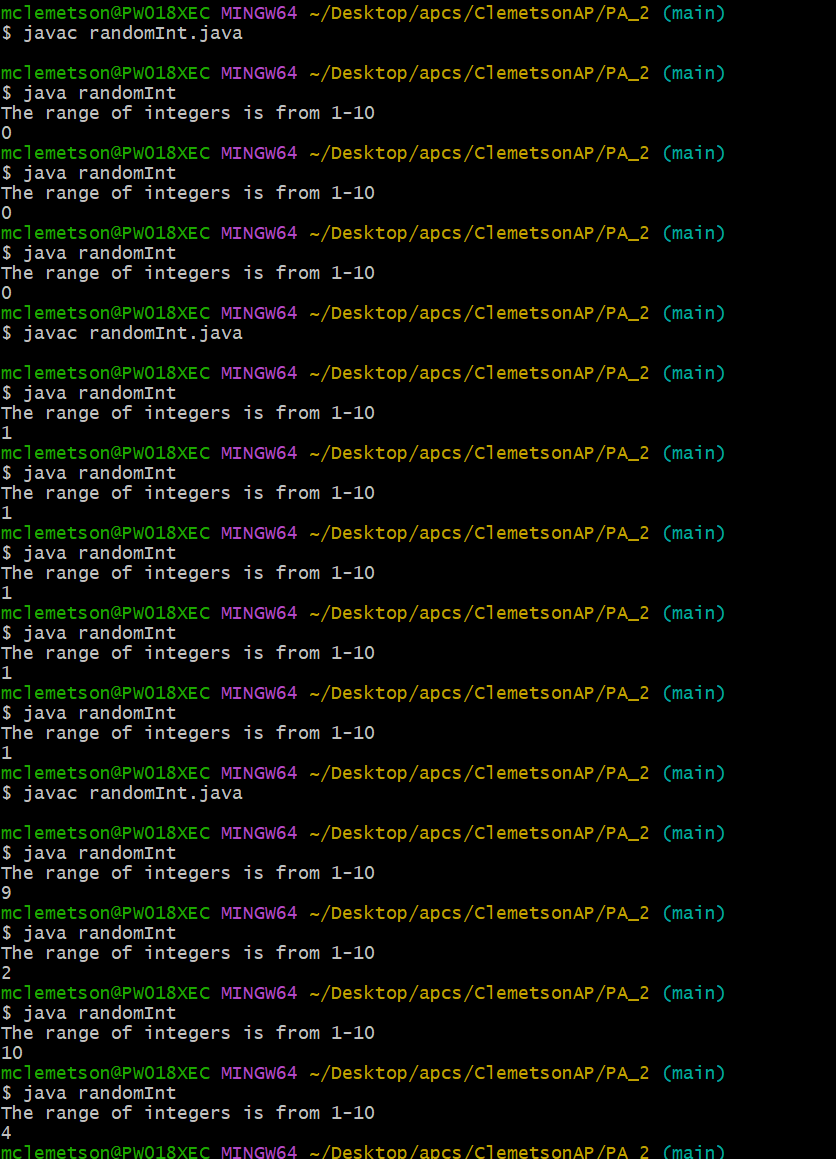 mclemetson@PW018XEC MINGW64 ~/Desktop/apcs/ClemetsonAP/PA_2 (main)
$ javac randomInt.java
mclemetson@PW018XEC MINGW64 ~/Desktop/apcs/ClemetsonAP/PA_2 (main)
$ java randomInt
The range of integers is from 1-10
0
mclemetson@PW018XEC MINGW64 ~/Desktop/apcs/ClemetsonAP/PA_2 (main)
$ java randomInt
The range of integers is from 1-10
0
mclemetson@PW018XEC MINGW64 ~/Desktop/apcs/ClemetsonAP/PA_2 (main)
$ java randomInt
The range of integers is from 1-10
0
mclemetson@PW018XEC MINGW64 ~/Desktop/apcs/ClemetsonAP/PA_2 (main)
$ javac randomInt.java
mclemetson@PW018XEC MINGW64 ~/Desktop/apcs/ClemetsonAP/PA_2 (main)
$ java randomInt
The range of integers is from 1-10
1
mclemetson@PW018XEC MINGW64 ~/Desktop/apcs/ClemetsonAP/PA_2 (main)
$ java randomInt
The range of integers is from 1-10
1
mclemetson@PW018XEC MINGW64 ~/Desktop/apcs/ClemetsonAP/PA_2 (main)
$ java randomInt
The range of integers is from 1-10
1
mclemetson@PW018XEC MINGW64 ~/Desktop/apcs/ClemetsonAP/PA_2 (main)
$ java randomInt
The range of integers is from 1-10
1
mclemetson@PW018XEC MINGW64 ~/Desktop/apcs/ClemetsonAP/PA_2 (main)
$ java randomInt
The range of integers is from 1-10
1
mclemetson@PW018XEC MINGW64 ~/Desktop/apcs/ClemetsonAP/PA_2 (main)
$ javac randomInt.java
mclemetson@PW018XEC MINGW64 ~/Desktop/apcs/ClemetsonAP/PA_2 (main)
$ java randomInt
The range of integers is from 1-10
9
mclemetson@PW018XEC MINGW64 ~/Desktop/apcs/ClemetsonAP/PA_2 (main)
$ java randomInt
The range of integers is from 1-10
2
mclemetson@PW018XEC MINGW64 ~/Desktop/apcs/ClemetsonAP/PA_2 (main)
$ java randomInt
The range of integers is from 1-10
10
mclemetson@PW018XEC MINGW64 ~/Desktop/apcs/ClemetsonAP/PA_2 (main)
$ java randomInt
The range of integers is from 1-10
4
mclemetson@PW018XEC MINGW64 ~/Desktop/apcs/ClemetsonAP/PA_2 (main)